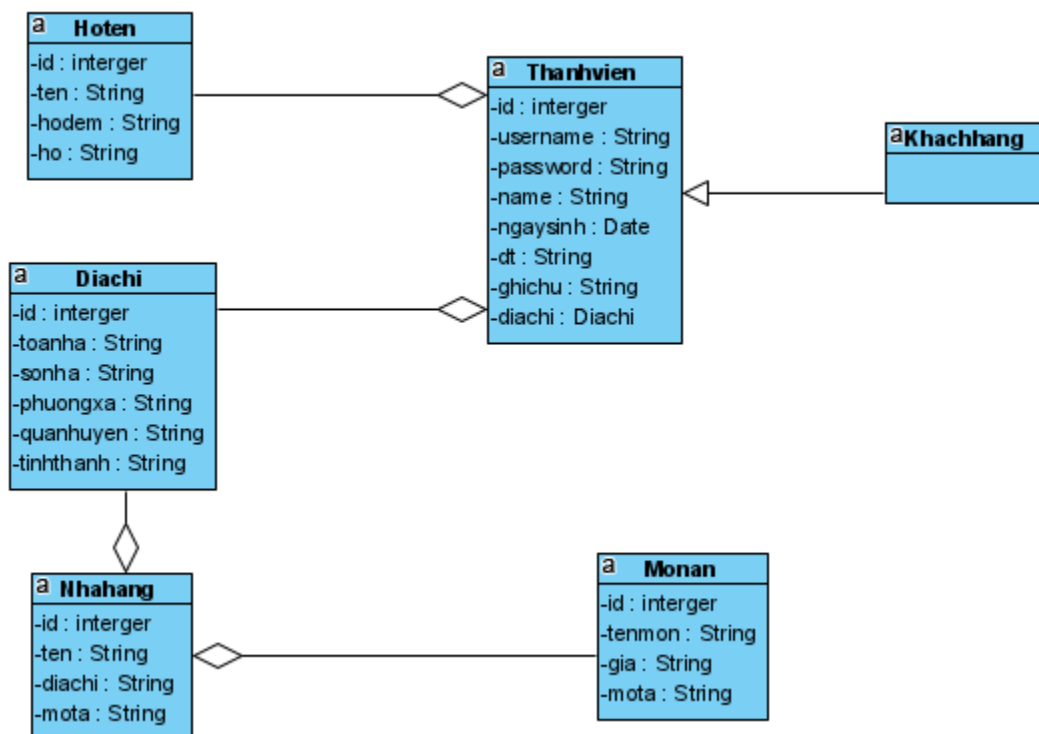 a Hoten
-id : interger
-ten : String
-hodem : String
-ho : String
a Thanhvien
-id : interger
-username : String
-password : String
-name : String
-ngaysinh : Date
-dt : String
-ghichu : String
-diachi : Diachi
a Khachhang
a Diachi
-id : interger
-toanha : String
-sonha : String
-phuongxa : String
-quanhuyen : String
-tinhthanh : String
a Nhahang
-id : interger
-ten : String
-diachi : String
-mota : String
a Monan
-id : interger
-tenmon : String
-gia : String
-mota : String